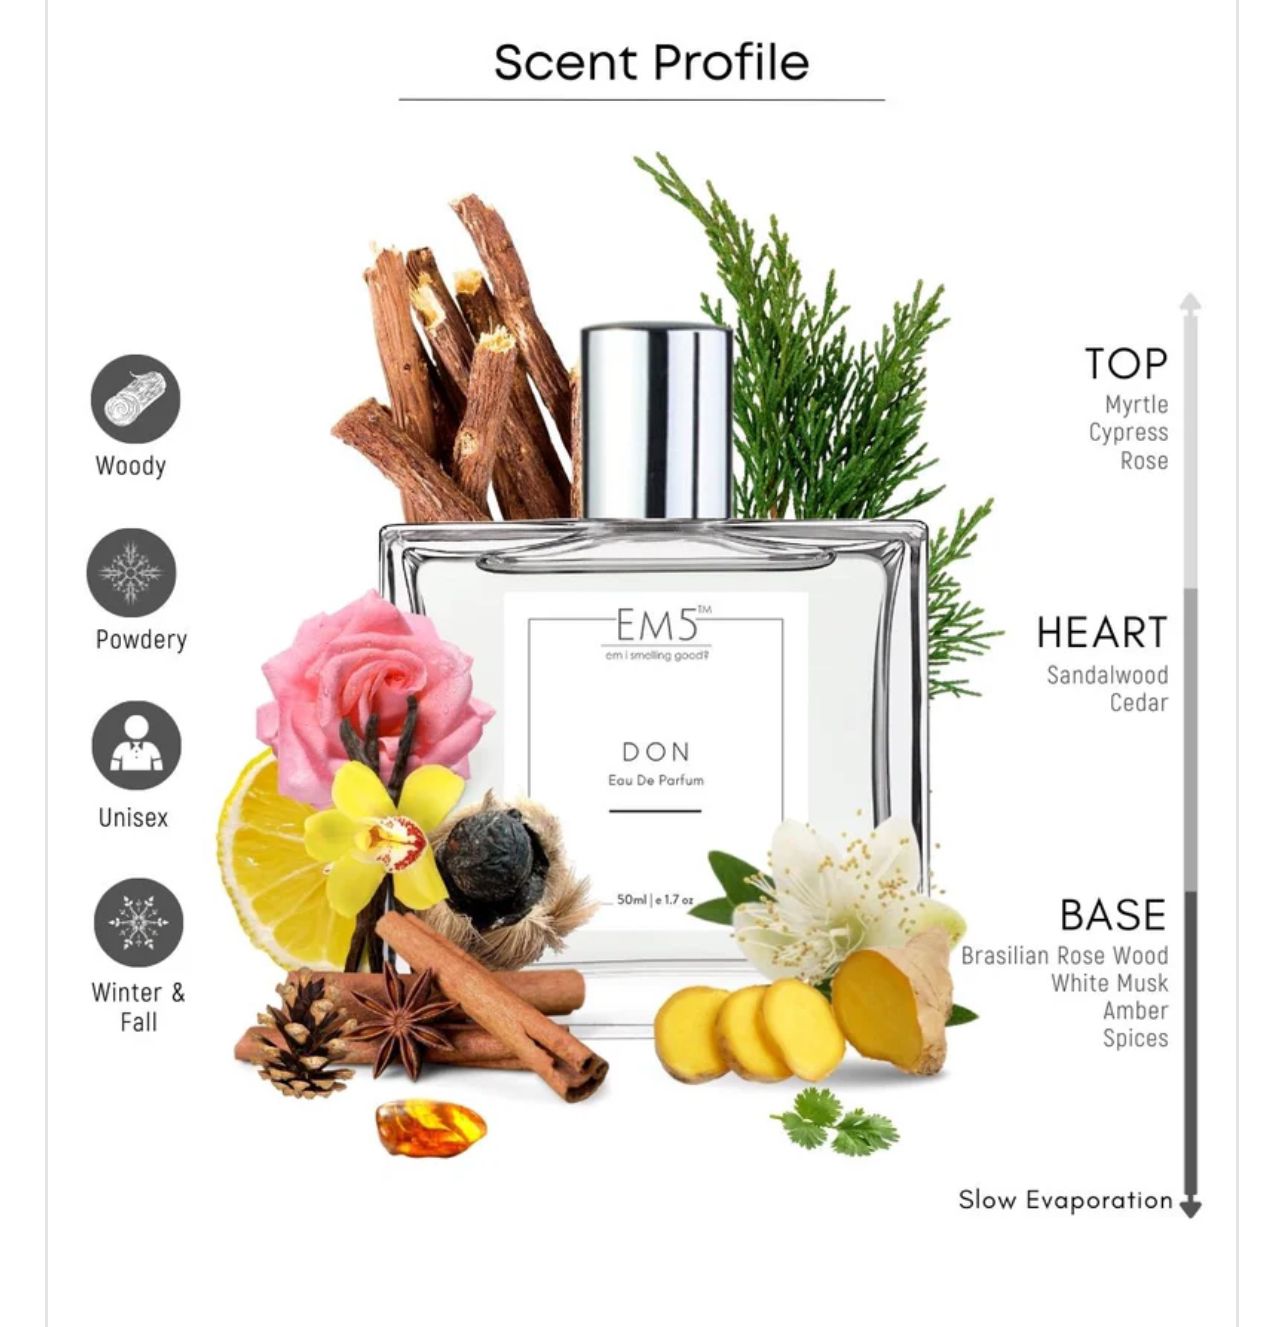 Scent Profile
Woody
Powdery
Unisex
Winter &
Fall
EM5™
em i smelling good?
DON
Eau De Parfum
50ml | e 1.7 oz
TOP
Myrtle
Cypress
Rose
HEART
Sandalwood
Cedar
BASE
Brasilian Rose Wood
White Musk
Amber
Spices
Slow Evaporation